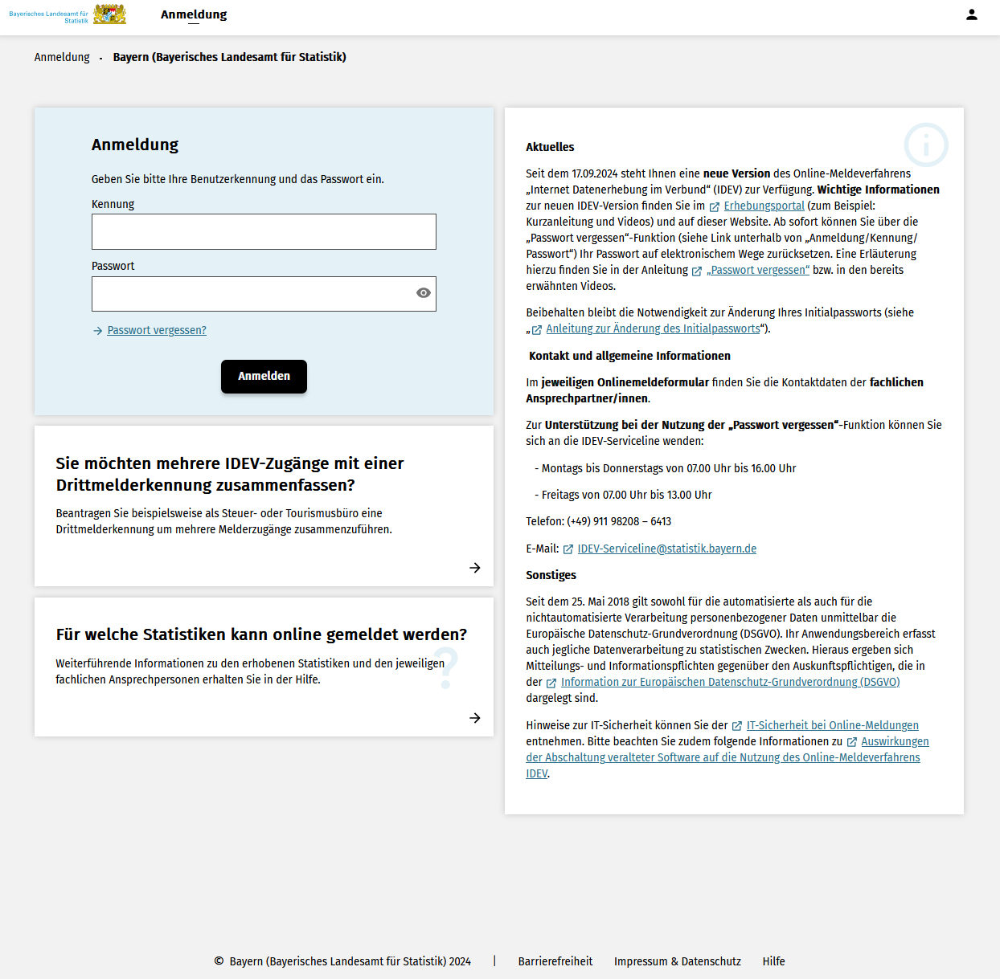 Bayerisches Landesamt für
Statistik
Anmeldung
Anmeldung · Bayern (Bayerisches Landesamt für Statistik)
Anmeldung
Geben Sie bitte Ihre Benutzerkennung und das Passwort ein.
Kennung
Passwort
Passwort vergessen?
Anmelden
Sie möchten mehrere IDEV-Zugänge mit einer
Drittmelderkennung zusammenfassen?
Beantragen Sie beispielsweise als Steuer- oder Tourismusbüro eine
Drittmelderkennung um mehrere Melderzugänge zusammenzuführen.
Für welche Statistiken kann online gemeldet werden?
Weiterführende Informationen zu den erhobenen Statistiken und den jeweiligen
fachlichen Ansprechpersonen erhalten Sie in der Hilfe.
Aktuelles
Seit dem 17.09.2024 steht Ihnen eine neue Version des Online-Meldeverfahrens
„Internet Datenerhebung im Verbund“ (IDEV) zur Verfügung. Wichtige Informationen
zur neuen IDEV-Version finden Sie im Erhebungsportal (zum Beispiel:
Kurzanleitung und Videos) und auf dieser Website. Ab sofort können Sie über die
„Passwort vergessen“-Funktion (siehe Link unterhalb von „Anmeldung/Kennung/
Passwort“) Ihr Passwort auf elektronischem Wege zurücksetzen. Eine Erläuterung
hierzu finden Sie in der Anleitung „Passwort vergessen“ bzw. in den bereits
erwähnten Videos.
Beibehalten bleibt die Notwendigkeit zur Änderung Ihres Initialpassworts (siehe
„Anleitung zur Änderung des Initialpassworts“).
Kontakt und allgemeine Informationen
Im jeweiligen Onlinemeldeformular finden Sie die Kontaktdaten der fachlichen
Ansprechpartner/innen.
Zur Unterstützung bei der Nutzung der „Passwort vergessen“-Funktion können Sie
sich an die IDEV-Serviceline wenden:
- Montags bis Donnerstags von 07.00 Uhr bis 16.00 Uhr
- Freitags von 07.00 Uhr bis 13.00 Uhr
Telefon: (+49) 911 98208 – 6413
E-Mail: IDEV-Serviceline@statistik.bayern.de
Sonstiges
Seit dem 25. Mai 2018 gilt sowohl für die automatisierte als auch für die
nichtautomatisierte Verarbeitung personenbezogener Daten unmittelbar die
Europäische Datenschutz-Grundverordnung (DSGVO). Ihr Anwendungsbereich erfasst
auch jegliche Datenverarbeitung zu statistischen Zwecken. Hieraus ergeben sich
Mitteilungs- und Informationspflichten gegenüber den Auskunftspflichtigen, die in
der Information zur Europäischen Datenschutz-Grundverordnung (DSGVO)
dargelegt sind.
Hinweise zur IT-Sicherheit können Sie der IT-Sicherheit bei Online-Meldungen
entnehmen. Bitte beachten Sie zudem folgende Informationen zu Auswirkungen
der Abschaltung veralteter Software auf die Nutzung des Online-Meldeverfahrens
IDEV.
© Bayern (Bayerisches Landesamt für Statistik) 2024 | Barrierefreiheit Impressum & Datenschutz Hilfe